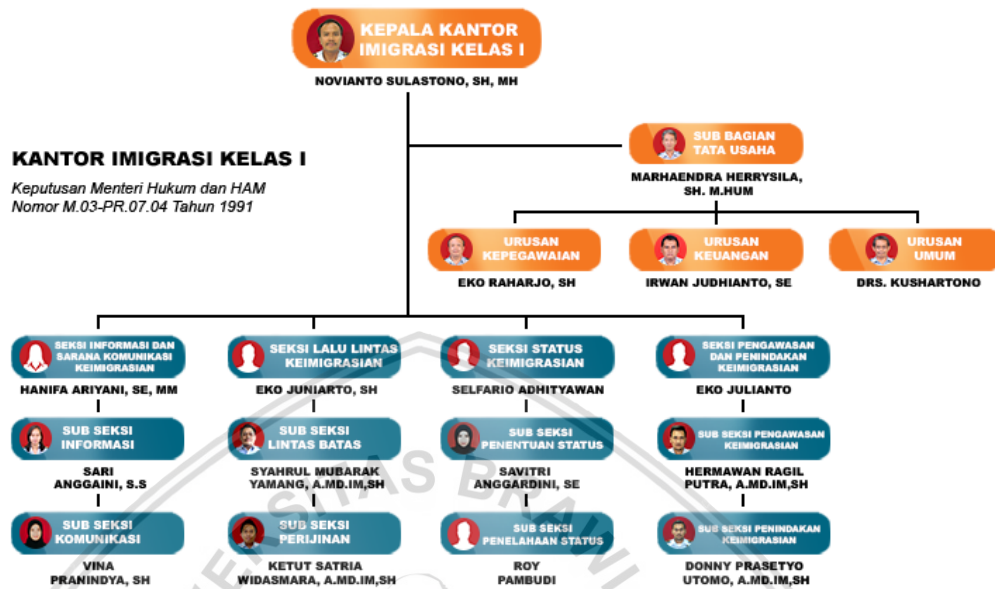 KEPALA KANTOR
IMIGRASI KELAS I
NOVIANTO SULASTONO, SH, MH
KANTOR IMIGRASI KELAS I
Keputusan Menteri Hukum dan HAM
Nomor M.03-PR.07.04 Tahun 1991
SUB BAGIAN
TATA USAHA
MARHAENDRA HERRYSILA,
SH. M.HUM
URUSAN
KEPEGAWAIAN
EKO RAHARJO, SH
URUSAN
KEUANGAN
IRWAN JUDHIANTO, SE
URUSAN
UMUM
DRS. KUSHARTONO
SEKSI INFORMASI DAN
SARANA KOMUNIKASI
KEIMIGRASIAN
HANIFA ARIYANI, SE, MM
SEKSI LALU LINTAS
KEIMIGRASIAN
EKO JUNIARTO, SH
SEKSI STATUS
KEIMIGRASIAN
SELFARIO ADHITYAWAN
SEKSI PENGAWASAN
DAN PENINDAKAN
KEIMIGRASIAN
EKO JULIANTO
SUB SEKSI
INFORMASI
SARI
ANGGAINI, S.S
SUB SEKSI
LINTAS BATAS
SYAHRUL MUBARAK
YAMANG, A.MD.IM,SH
SUB SEKSI
PENENTUAN STATUS
SAVITRI
ANGGARDINI, SE
SUB SEKSI PENGAWASAN
KEIMIGRASIAN
HERMAWAN RAGIL
PUTRA, A.MD.IM,SH
SUB SEKSI
KOMUNIKASI
VINA
PRANINDYA, SH
SUB SEKSI
PERIJINAN
KETUT SATRIA
WIDASMARA, A.MD.IM,SH
SUB SEKSI
PENELAHAAN STATUS
ROY
PAMBUDI
SUB SEKSI PENINDAKAN
KEIMIGRASIAN
DONNY PRASETYO
UTOMO, A.MD.IM,SH